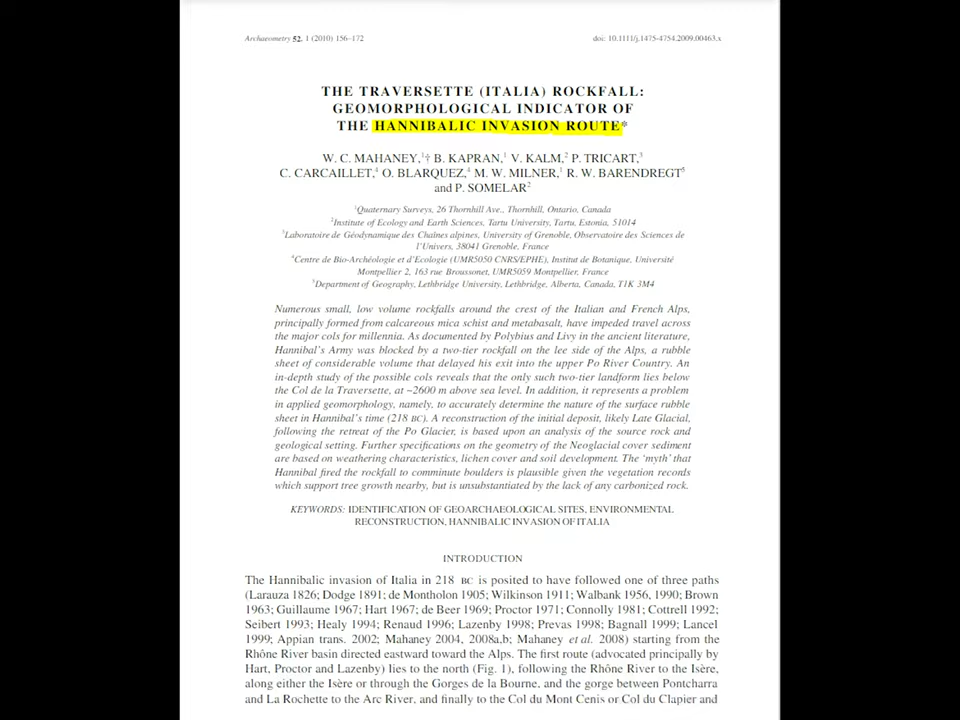 Archaeometry 52, 1 (2010) 156–172
doi: 10.1111/j.1475-4754.2009.00463.x
THE TRAVERSETTE (ITALIA) ROCKFALL:
GEOMORPHOLOGICAL INDICATOR OF
THE HANNIBALIC INVASION ROUTE*
W. C. MAHANEY,1† B. KAPRAN,1 V. KALM,2 P. TRICART,3
C. CARCAILLET,4 O. BLARQUEZ,4 M. W. MILNER,1 R. W. BARENDREGT5
and P. SOMELAR2
1Quaternary Surveys, 26 Thornhill Ave., Thornhill, Ontario, Canada
2Institute of Ecology and Earth Sciences, Tartu University, Tartu, Estonia, 51014
3Laboratoire de Géodynamique des Chaînes alpines, University of Grenoble, Observatoire des Sciences de
l'Univers, 38041 Grenoble, France
4Centre de Bio-Archéologie et d'Ecologie (UMR5050 CNRS/EPHE), Institut de Botanique, Université
Montpellier 2, 163 rue Broussonet, UMR5059 Montpellier, France
5Department of Geography, Lethbridge University, Lethbridge, Alberta, Canada, T1K 3M4
Numerous small, low volume rockfalls around the crest of the Italian and French Alps,
principally formed from calcareous mica schist and metabasalt, have impeded travel across
the major cols for millennia. As documented by Polybius and Livy in the ancient literature,
Hannibal's Army was blocked by a two-tier rockfall on the lee side of the Alps, a rubble
sheet of considerable volume that delayed his exit into the upper Po River Country. An
in-depth study of the possible cols reveals that the only such two-tier landform lies below
the Col de la Traversette, at ~2600 m above sea level. In addition, it represents a problem
in applied geomorphology, namely, to accurately determine the nature of the surface rubble
sheet in Hannibal's time (218 BC). A reconstruction of the initial deposit, likely Late Glacial,
following the retreat of the Po Glacier, is based upon an analysis of the source rock and
geological setting. Further specifications on the geometry of the Neoglacial cover sediment
are based on weathering characteristics, lichen cover and soil development. The 'myth' that
Hannibal fired the rockfall to comminute boulders is plausible given the vegetation records
which support tree growth nearby, but is unsubstantiated by the lack of any carbonized rock.
KEYWORDS: IDENTIFICATION OF GEOARCHAEOLOGICAL SITES, ENVIRONMENTAL
RECONSTRUCTION, HANNIBALIC INVASION OF ITALIA
INTRODUCTION
The Hannibalic invasion of Italia in 218 BC is posited to have followed one of three paths
(Larauza 1826; Dodge 1891; de Montholon 1905; Wilkinson 1911; Walbank 1956, 1990; Brown
1963; Guillaume 1967; Hart 1967; de Beer 1969; Proctor 1971; Connolly 1981; Cottrell 1992;
Seibert 1993; Healy 1994; Renaud 1996; Lazenby 1998; Prevas 1998; Bagnall 1999; Lancel
1999; Appian trans. 2002; Mahaney 2004, 2008a,b; Mahaney et al. 2008) starting from the
Rhône River basin directed eastward toward the Alps. The first route (advocated principally by
Hart, Proctor and Lazenby) lies to the north (Fig. 1), following the Rhône River to the Isère,
along either the Isère or through the Gorges de la Bourne, and the gorge between Pontcharra
and La Rochette to the Arc River, and finally to the Col du Mont Cenis or Col du Clapier and